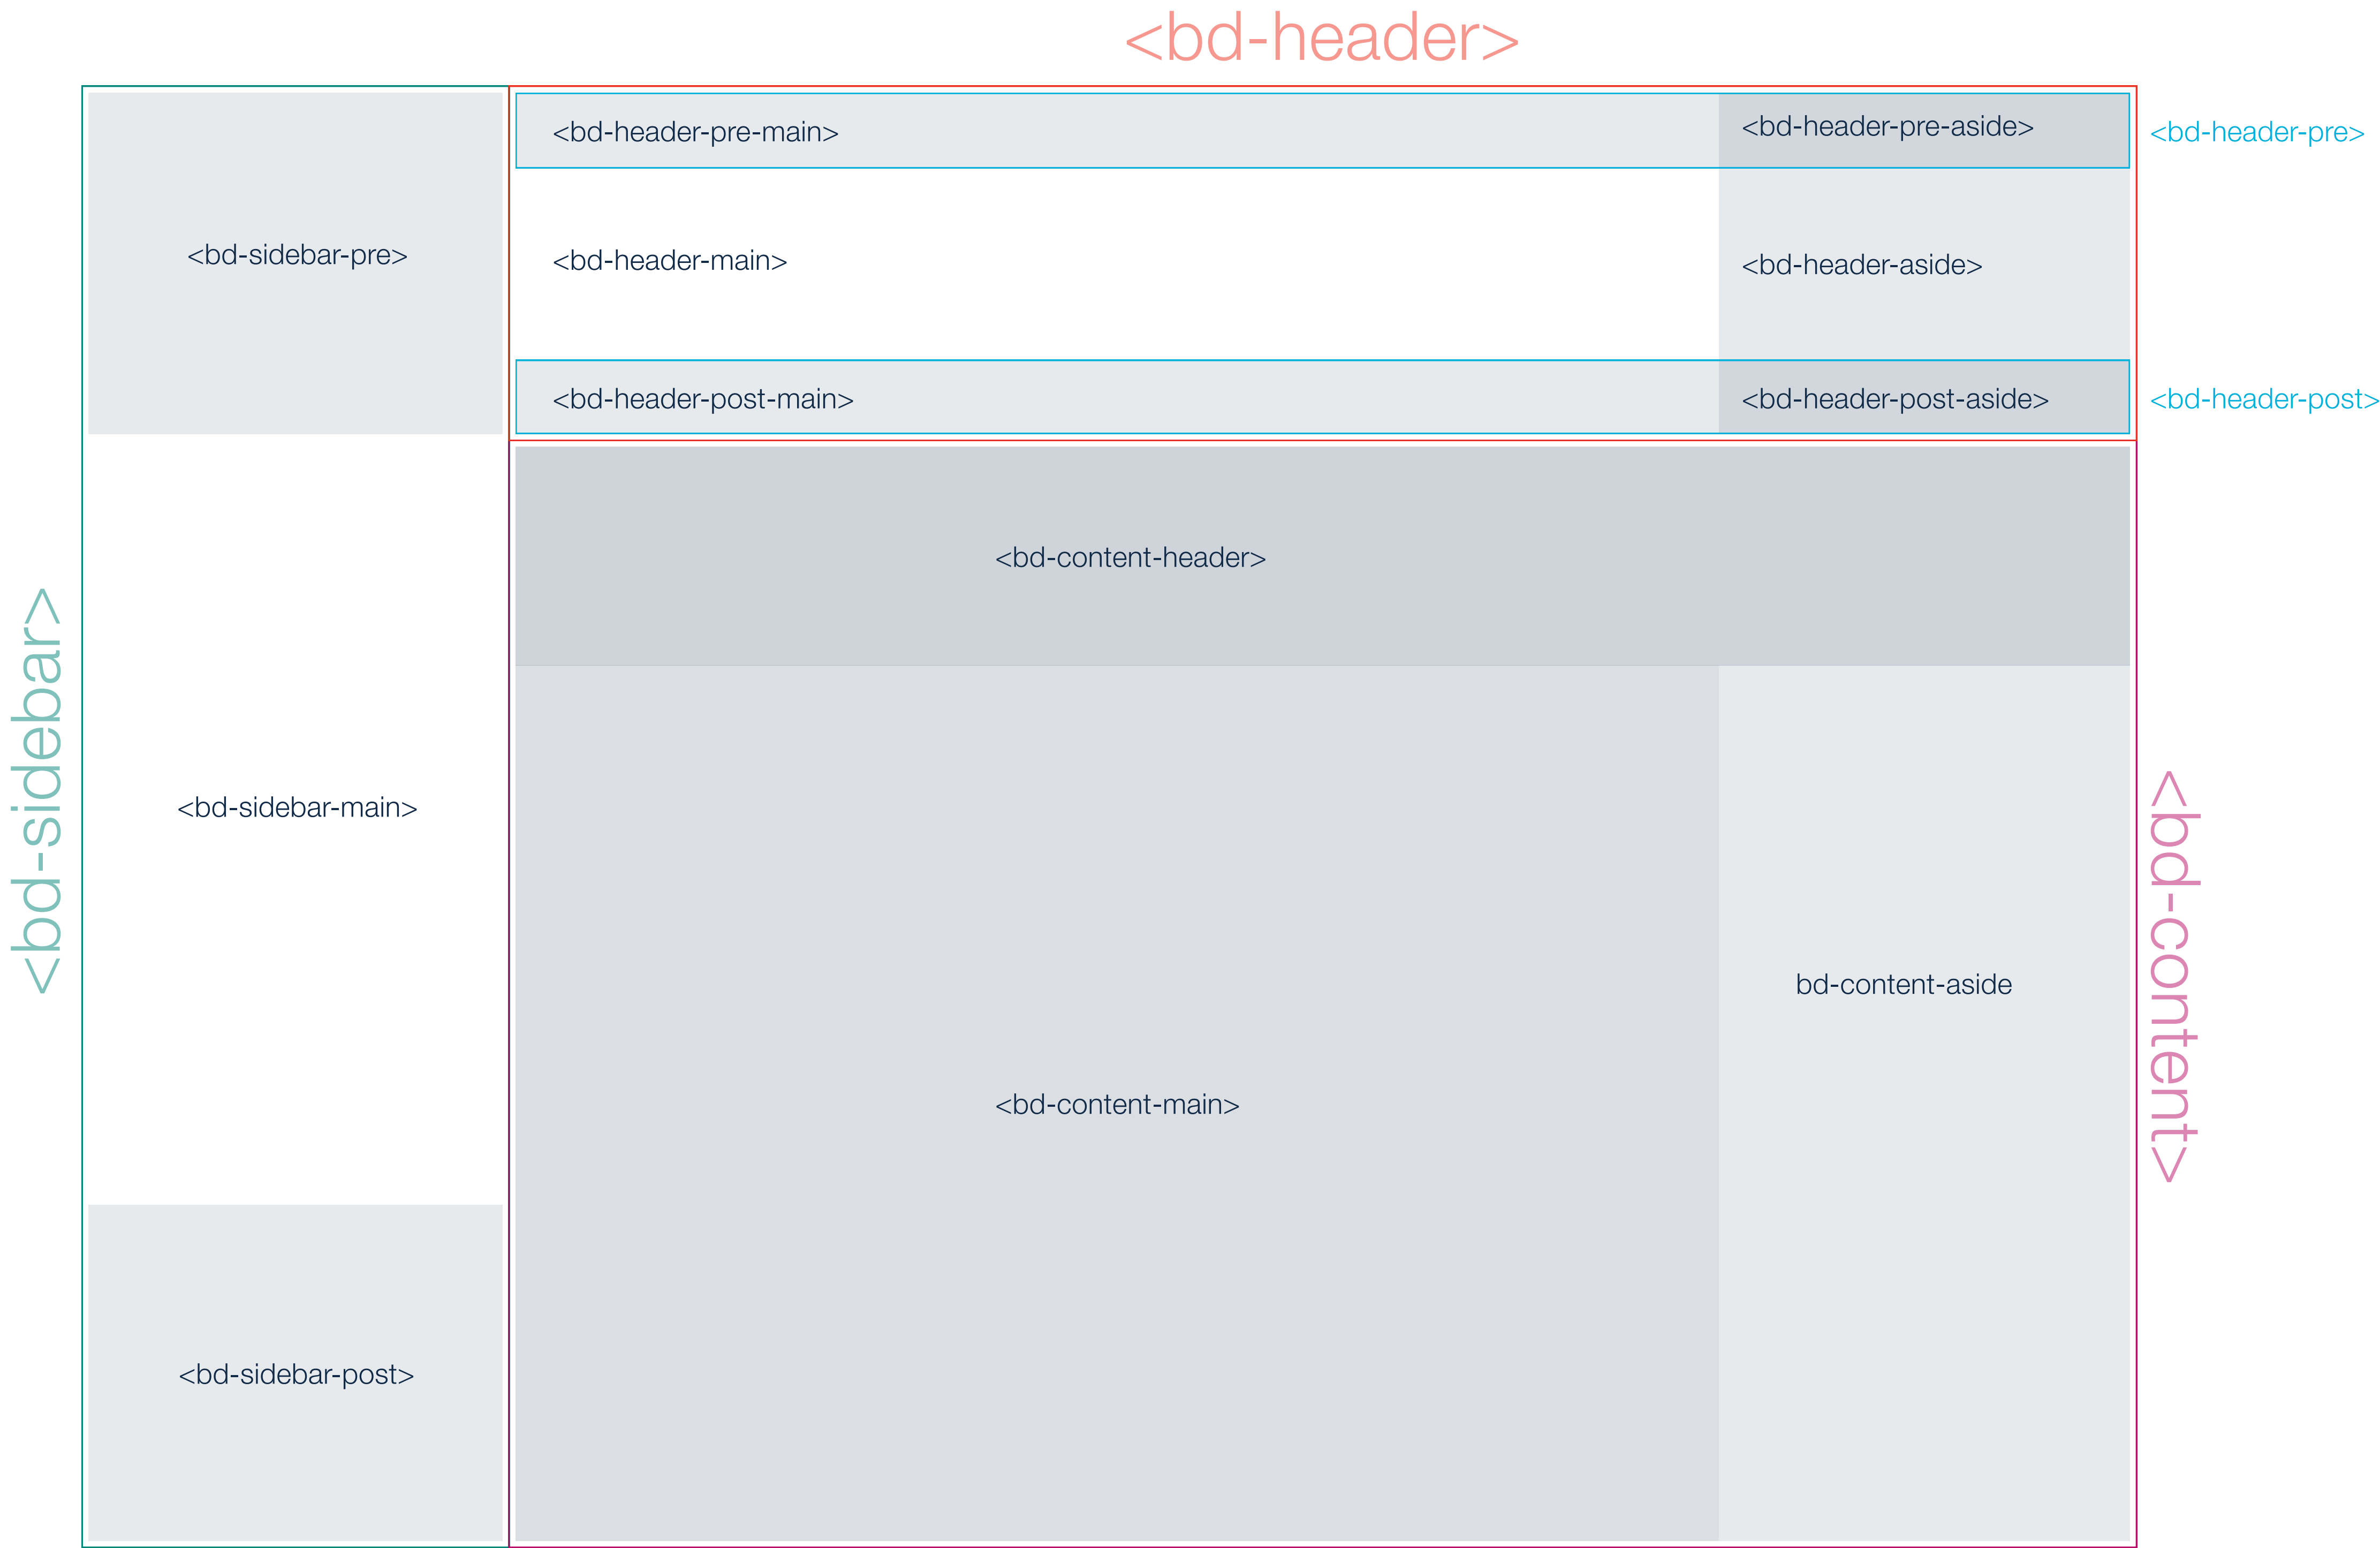 <bd-header>
<bd-header-pre-main>
<bd-header-pre-aside>
<bd-header-pre>
<bd-sidebar-pre>
<bd-header-main>
<bd-header-aside>
<bd-header-post-main>
<bd-header-post-aside>
<bd-header-post>
<bd-content-header>
<bd-sidebar>
<bd-sidebar-main>
bd-content-aside
<bd-content>
<bd-content-main>
<bd-sidebar-post>